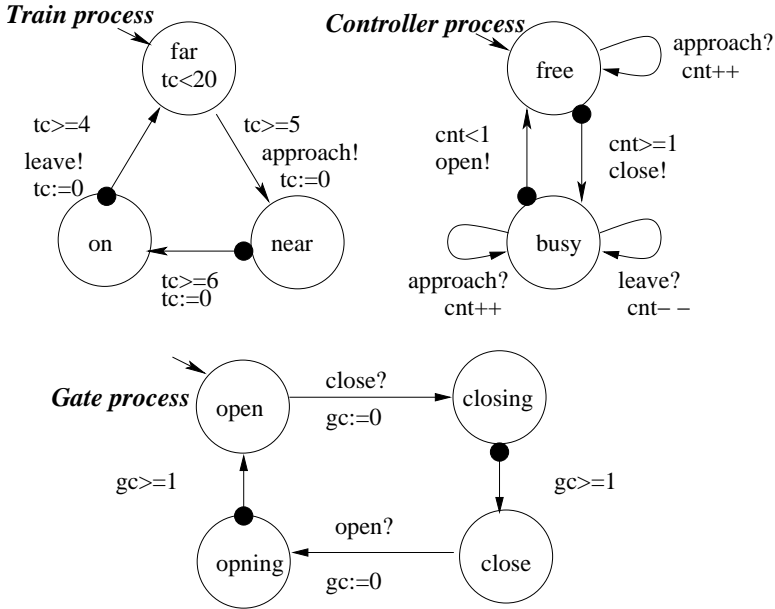 Train process
far
tc<20
tc>=4
leave!
tc:=0
tc>=5
approach!
tc:=0
on
near
tc>=6
tc:=0
Controller process
free
approach?
cnt++
cnt<1
open!
cnt>=1
close!
busy
approach?
cnt++
leave?
cnt− −
Gate process
open
close?
gc:=0
closing
gc>=1
gc>=1
opning
open?
gc:=0
close